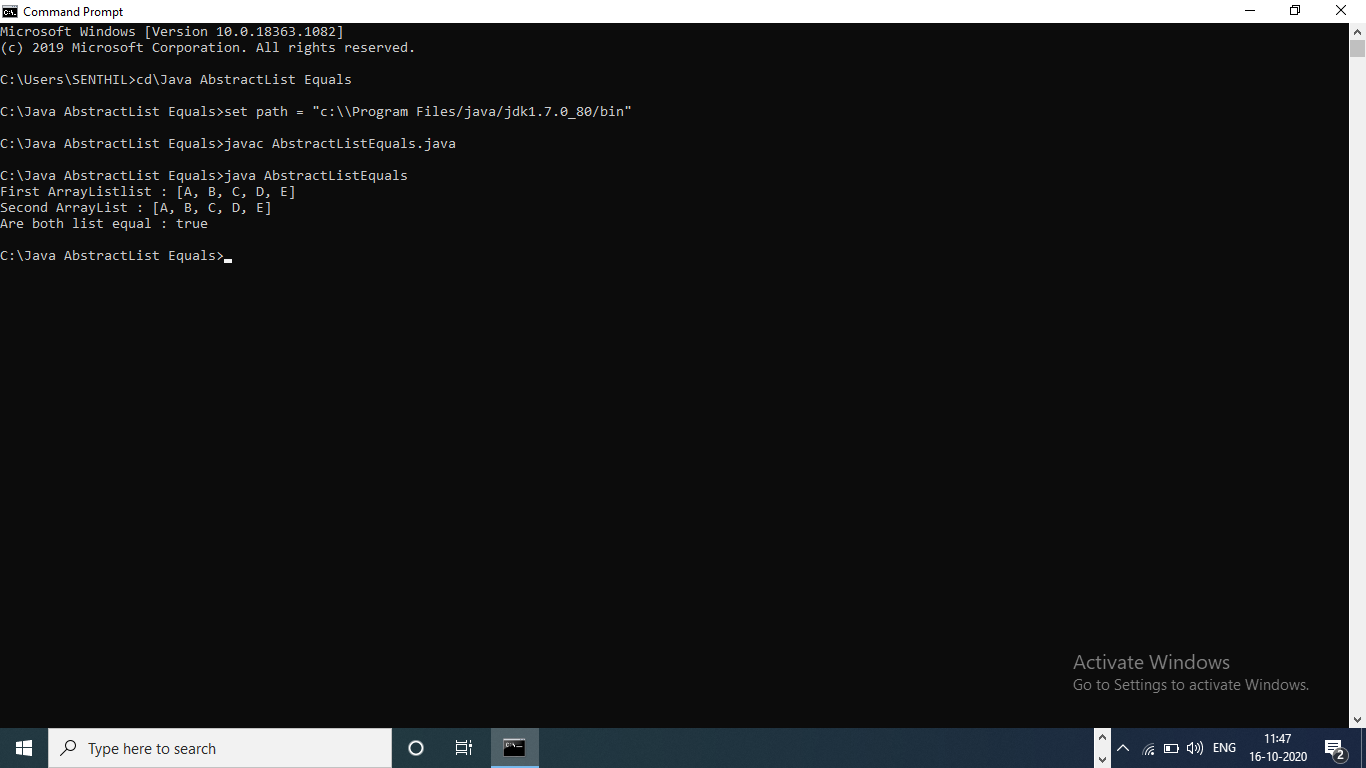 Command Prompt
Microsoft Windows [Version 10.0.18363.1082]
(c) 2019 Microsoft Corporation. All rights reserved.
C:\Users\SENTHIL>cd\Java AbstractList Equals
C:\Java AbstractList Equals>set path = "c:\\Program Files/java/jdk1.7.0_80/bin"
C:\Java AbstractList Equals>javac AbstractListEquals.java
C:\Java AbstractList Equals>java AbstractListEquals
First ArrayListlist : [A, B, C, D, E]
Second ArrayList : [A, B, C, D, E]
Are both list equal : true
C:\Java AbstractList Equals>
Activate Windows
Go to Settings to activate Windows.
Type here to search
ENG
11:47
16-10-2020
2